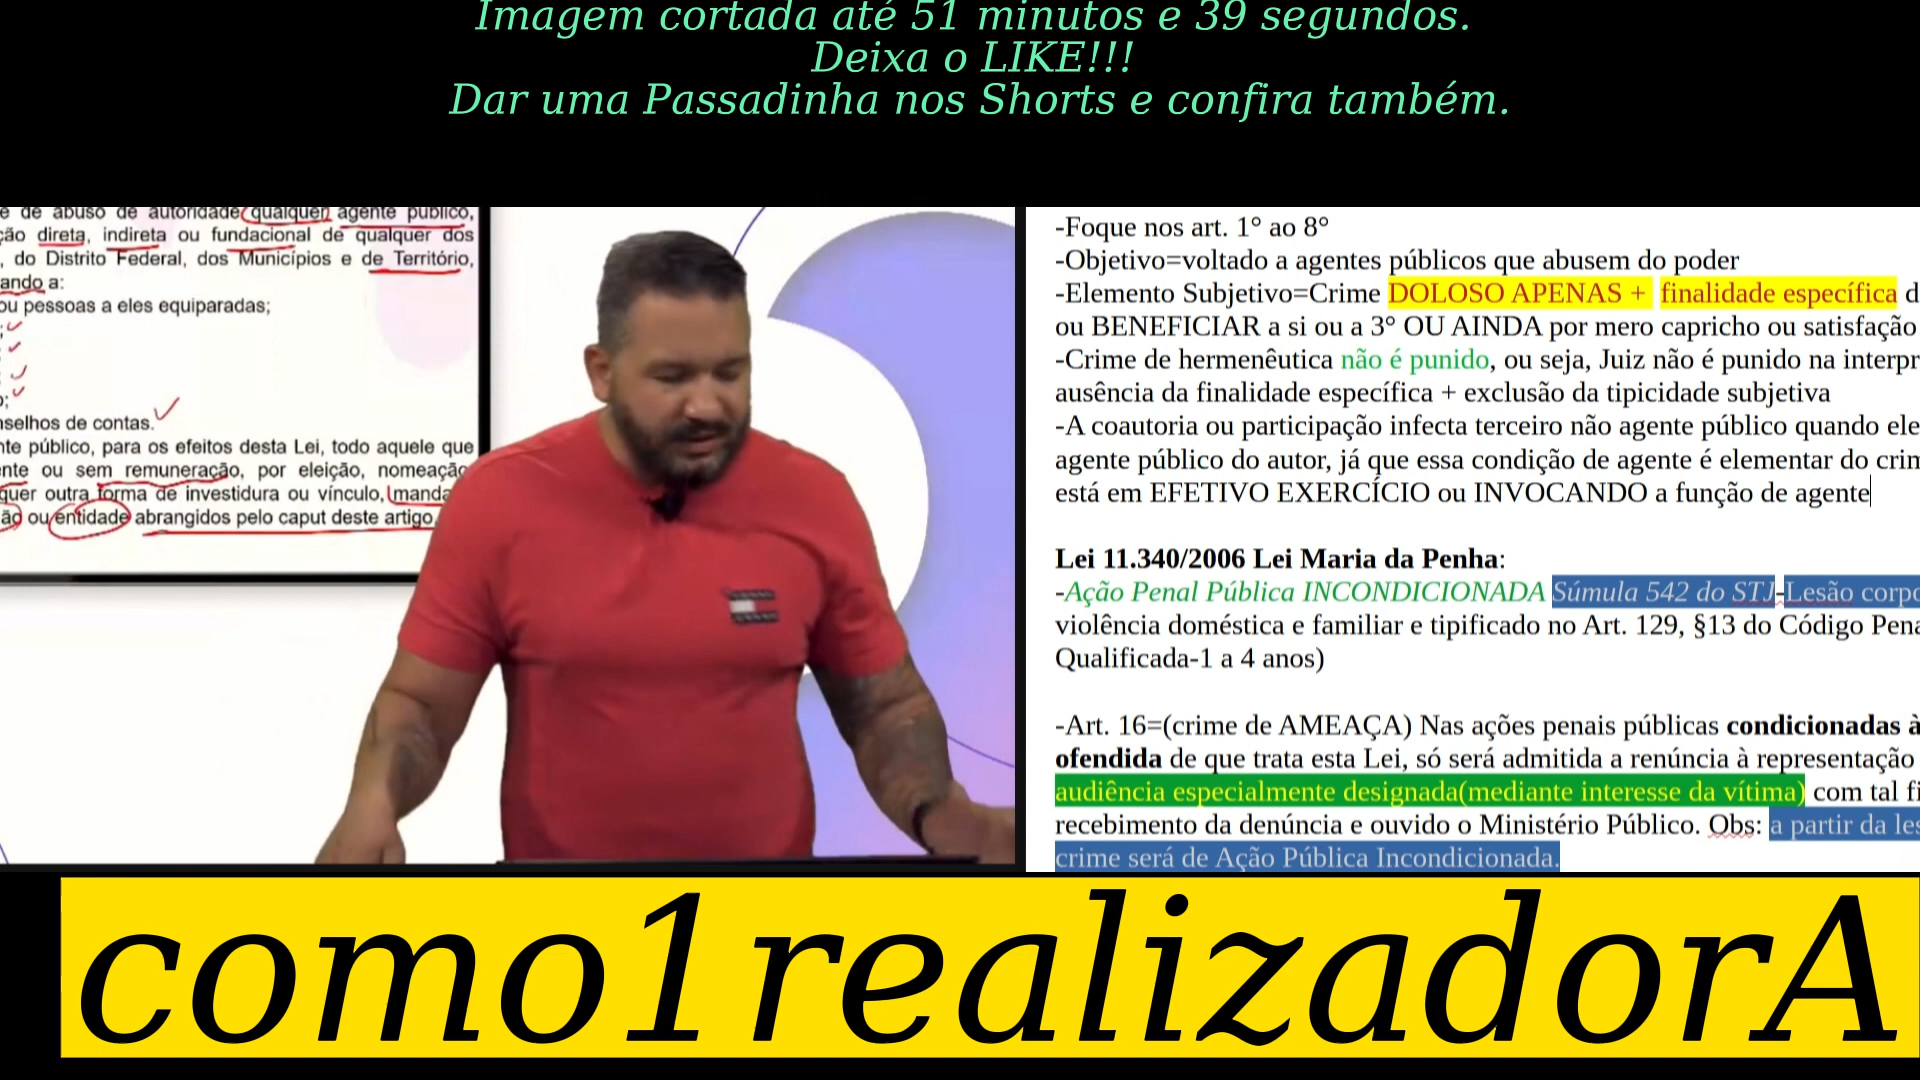 Imagem cortada até 51 minutos e 39 segundos.
Deixa o LIKE!!!
Dar uma Passadinha nos Shorts e confira também.
e de abuso de autoridade qualquer agente público,
ção direta, indireta ou fundacional de qualquer dos
, do Distrito Federal, dos Municípios e de Território,
ando a:
ou pessoas a eles equiparadas;
nselhos de contas.
nte público, para os efeitos desta Lei, todo aquele que
ente ou sem remuneração, por eleição, nomeação
quer outra forma de investidura ou vínculo, manda
ão ou entidade abrangidos pelo caput deste artigo.
-Foque nos art. 1° ao 8°
-Objetivo=voltado a agentes públicos que abusem do poder
-Elemento Subjetivo=Crime DOLOSO APENAS + finalidade específica d
ou BENEFICIAR a si ou a 3° OU AINDA por mero capricho ou satisfação
-Crime de hermenêutica não é punido, ou seja, Juiz não é punido na interpr
ausência da finalidade específica + exclusão da tipicidade subjetiva
-A coautoria ou participação infecta terceiro não agente público quando ele
agente público do autor, já que essa condição de agente é elementar do crim
está em EFETIVO EXERCÍCIO ou INVOCANDO a função de agente
Lei 11.340/2006 Lei Maria da Penha:
-Ação Penal Pública INCONDICIONADA Súmula 542 do STJ-Lesão corpo
violência doméstica e familiar e tipificado no Art. 129, §13 do Código Pena
Qualificada-1 a 4 anos)
-Art. 16=(crime de AMEAÇA) Nas ações penais públicas condicionadas à
ofendida de que trata esta Lei, só será admitida a renúncia à representação
audiência especialmente designada(mediante interesse da vítima) com tal fi
recebimento da denúncia e ouvido o Ministério Público. Obs: a partir da les
crime será de Ação Pública Incondicionada.
como1realizadorA